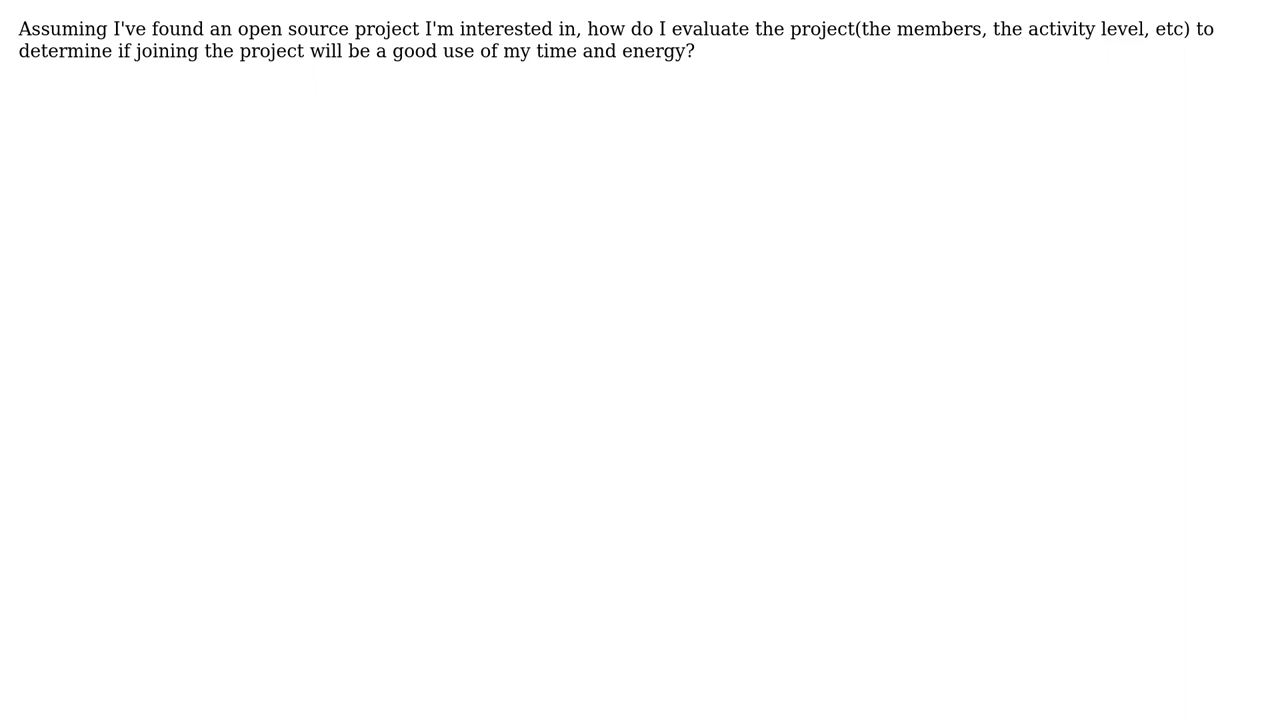 Assuming I've found an open source project I'm interested in, how do I evaluate the project(the members, the activity level, etc) to
determine if joining the project will be a good use of my time and energy?